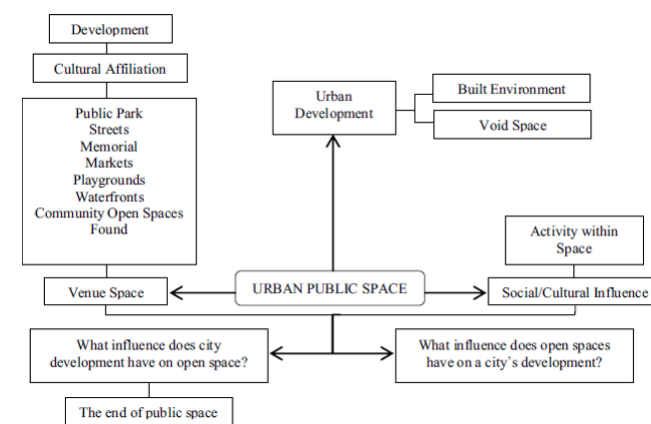 Development
Cultural Affiliation
Public Park
Streets
Memorial
Markets
Playgrounds
Waterfronts
Community Open Spaces
Found
Venue Space
Urban
Development
Built Environment
Void Space
URBAN PUBLIC SPACE
Activity within
Space
Social/Cultural Influence
What influence does city
development have on open space?
What influence does open spaces
have on a city's development?
The end of public space